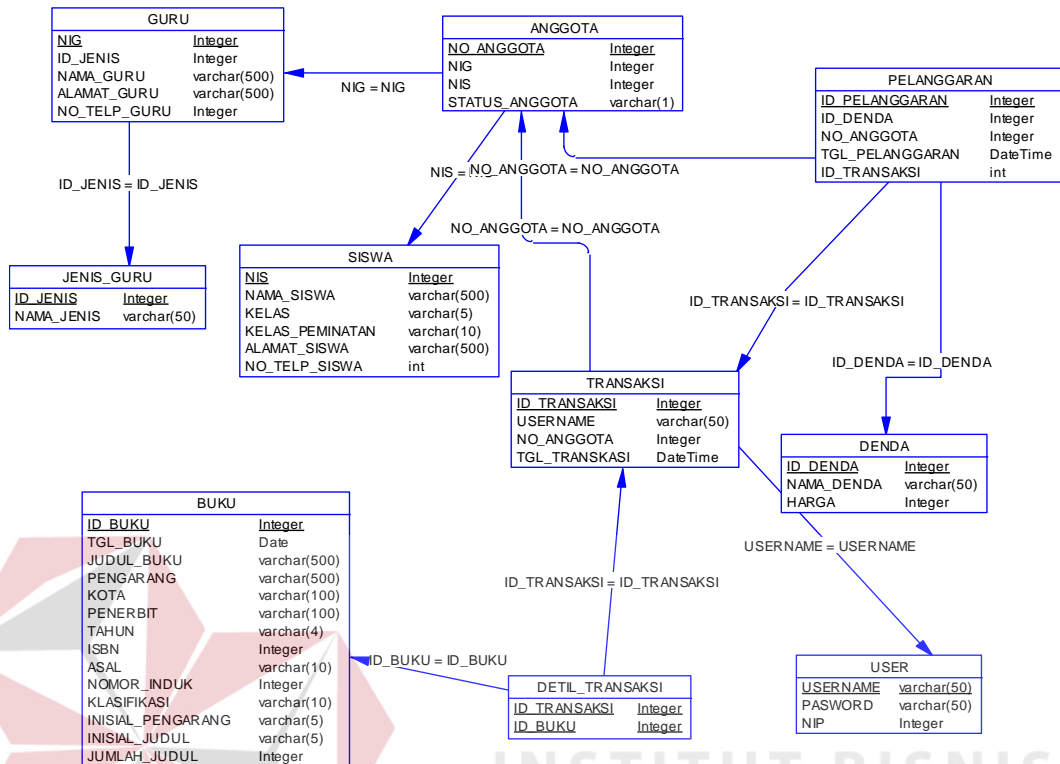 GURU
NIG Integer
ID_JENIS Integer
NAMA_GURU varchar(500)
ALAMAT_GURU varchar(500)
NO_TELP_GURU Integer
ANGGOTA
NO_ANGGOTA Integer
NIG Integer
NIS Integer
STATUS_ANGGOTA varchar(1)
NIG = NIG
PELANGGARAN
ID_PELANGGARAN Integer
ID_DENDA Integer
NO_ANGGOTA Integer
TGL_PELANGGARAN DateTime
ID_TRANSAKSI int
ID_JENIS = ID_JENIS
NIS =
NO_ANGGOTA = NO_ANGGOTA
NO_ANGGOTA = NO_ANGGOTA
JENIS_GURU
ID_JENIS Integer
NAMA_JENIS varchar(50)
SISWA
NIS Integer
NAMA_SISWA varchar(500)
KELAS varchar(5)
KELAS_PEMINATAN varchar(10)
ALAMAT_SISWA varchar(500)
NO_TELP_SISWA int
ID_TRANSAKSI = ID_TRANSAKSI
ID_DENDA = ID_DENDA
TRANSAKSI
ID_TRANSAKSI Integer
USERNAME varchar(50)
NO_ANGGOTA Integer
TGL_TRANSKASI DateTime
DENDA
ID_DENDA Integer
NAMA_DENDA varchar(50)
HARGA Integer
BUKU
ID_BUKU Integer
TGL_BUKU Date
JUDUL_BUKU varchar(500)
PENGARANG varchar(500)
KOTA varchar(100)
PENERBIT varchar(100)
TAHUN varchar(4)
ISBN Integer
ASAL varchar(10)
NOMOR_INDUK Integer
KLASIFIKASI varchar(10)
INISIAL_PENGARANG varchar(5)
INISIAL_JUDUL varchar(5)
JUMLAH_JUDUL Integer
USERNAME = USERNAME
ID_TRANSAKSI = ID_TRANSAKSI
ID_BUKU = ID_BUKU
DETIL_TRANSAKSI
ID_TRANSAKSI Integer
ID_BUKU Integer
USER
USERNAME varchar(50)
PASWORD varchar(50)
NIP Integer
INSTITUT BISNIS